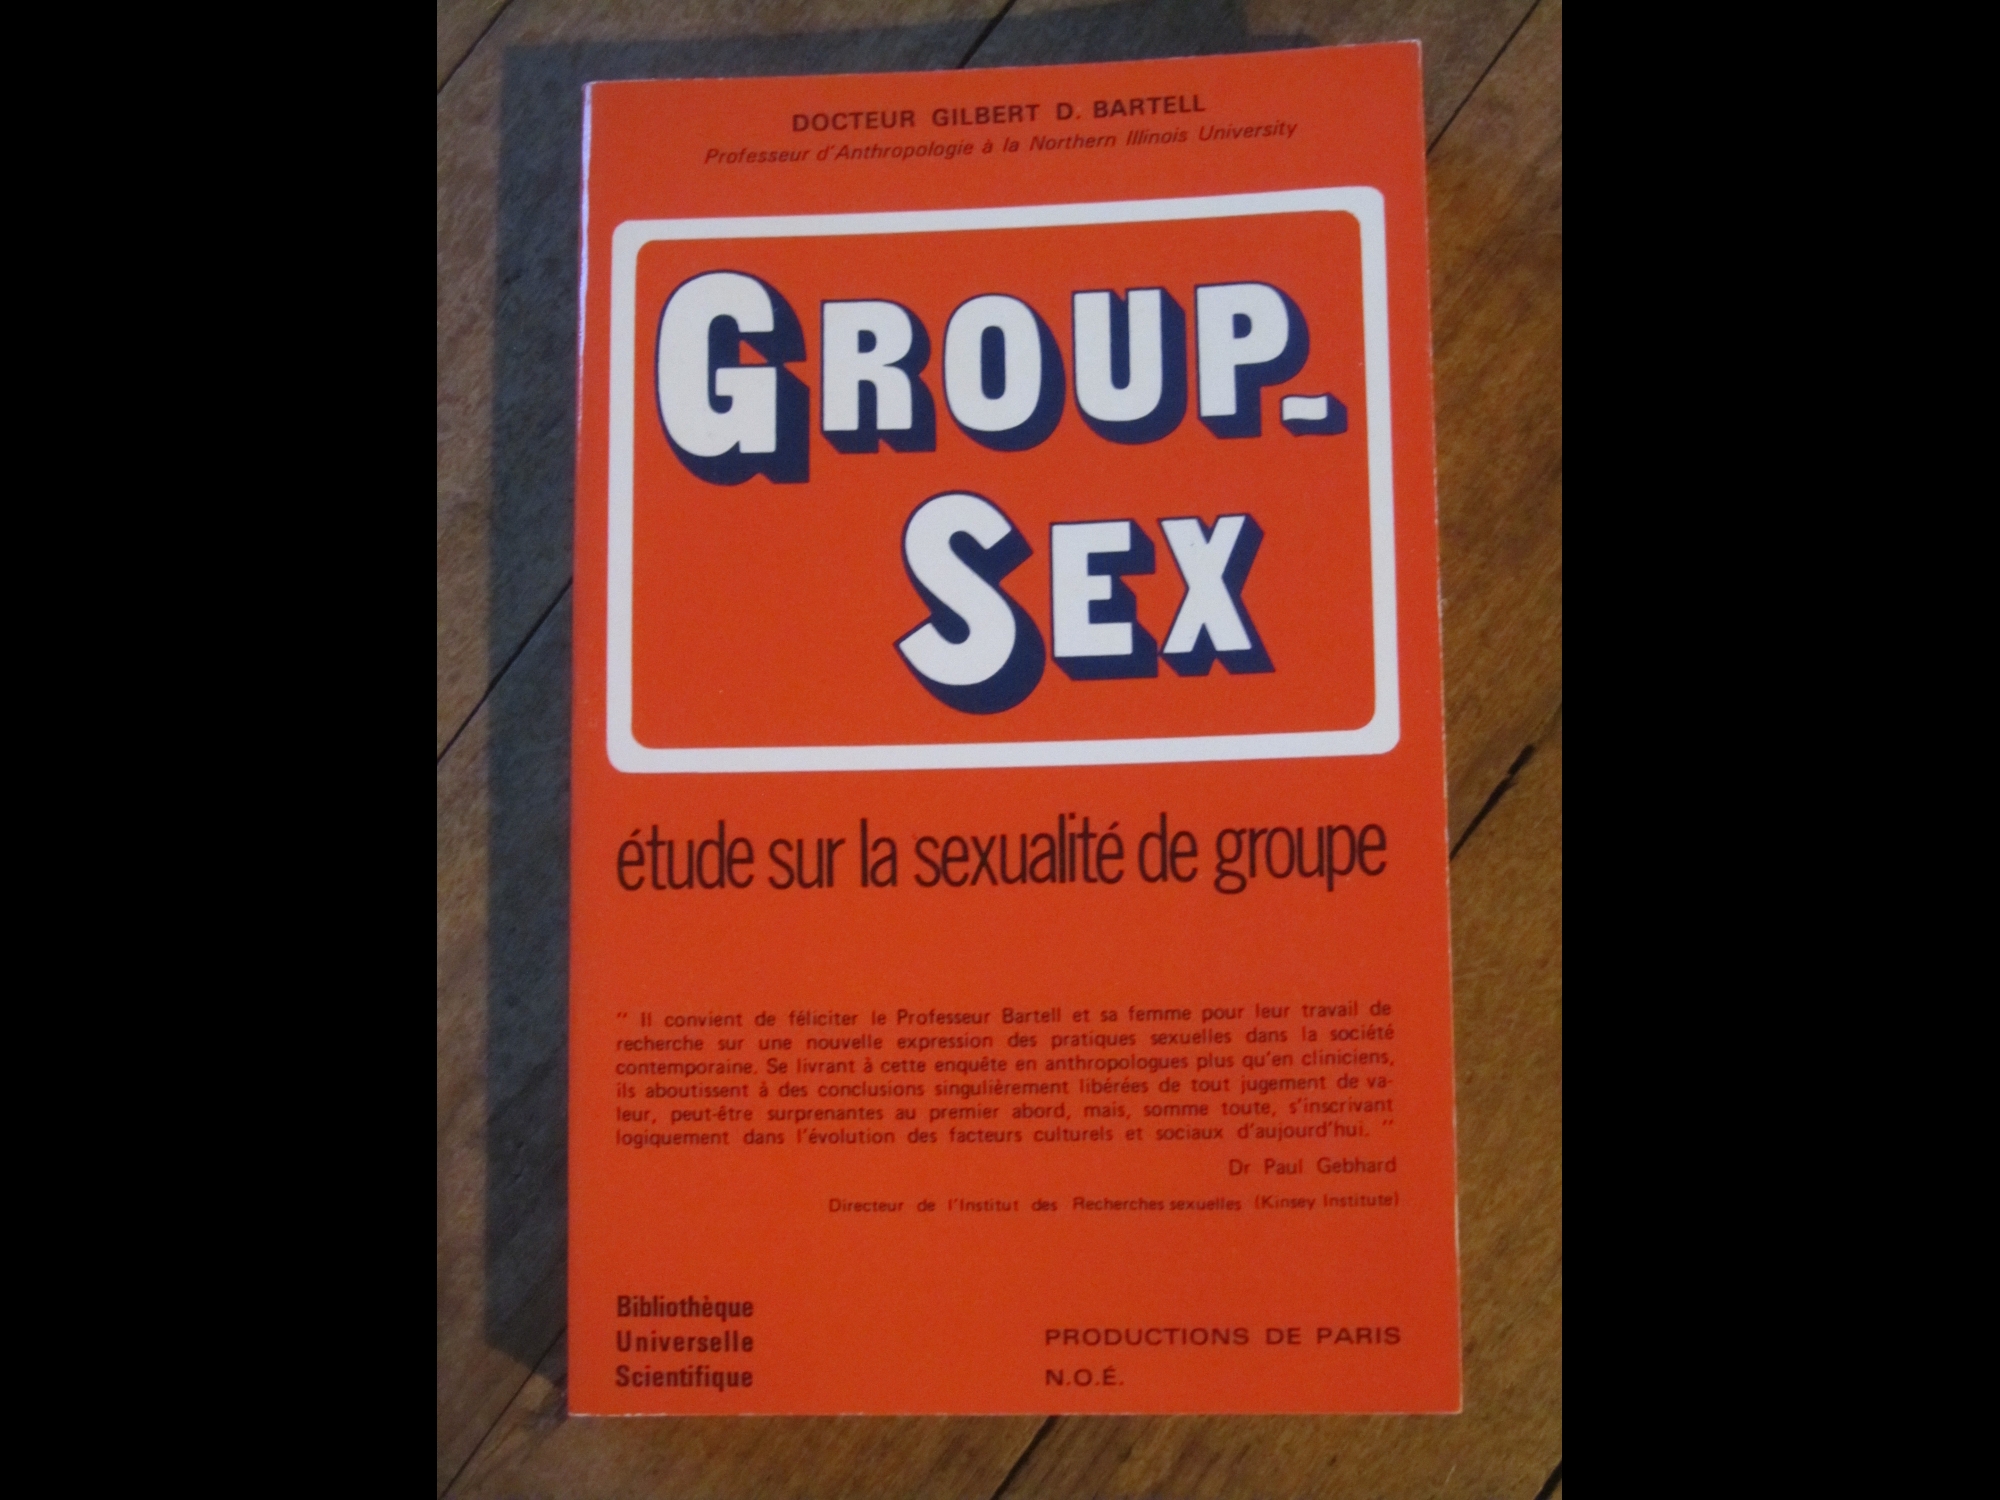 DOCTEUR GILBERT D. BARTELL
Professeur d'Anthropologie à la Northern Illinois University
GROUP-
SEX
étude sur la sexualité de groupe
" Il convient de féliciter le Professeur Bartell et sa femme pour leur travail de
recherche sur une nouvelle expression des pratiques sexuelles dans la société
contemporaine. Se livrant à cette enquête en anthropologues plus qu'en cliniciens,
ils aboutissent à des conclusions singulièrement libérées de tout jugement de va-
leur, peut-être surprenantes au premier abord, mais, somme toute, s'inscrivant
logiquement dans l'évolution des facteurs culturels et sociaux d'aujourd'hui. "
Dr Paul Gebhard
Directeur de l'Institut des Recherches sexuelles (Kinsey Institute)
Bibliothèque
Universelle
Scientifique
PRODUCTIONS DE PARIS
N.O.É.